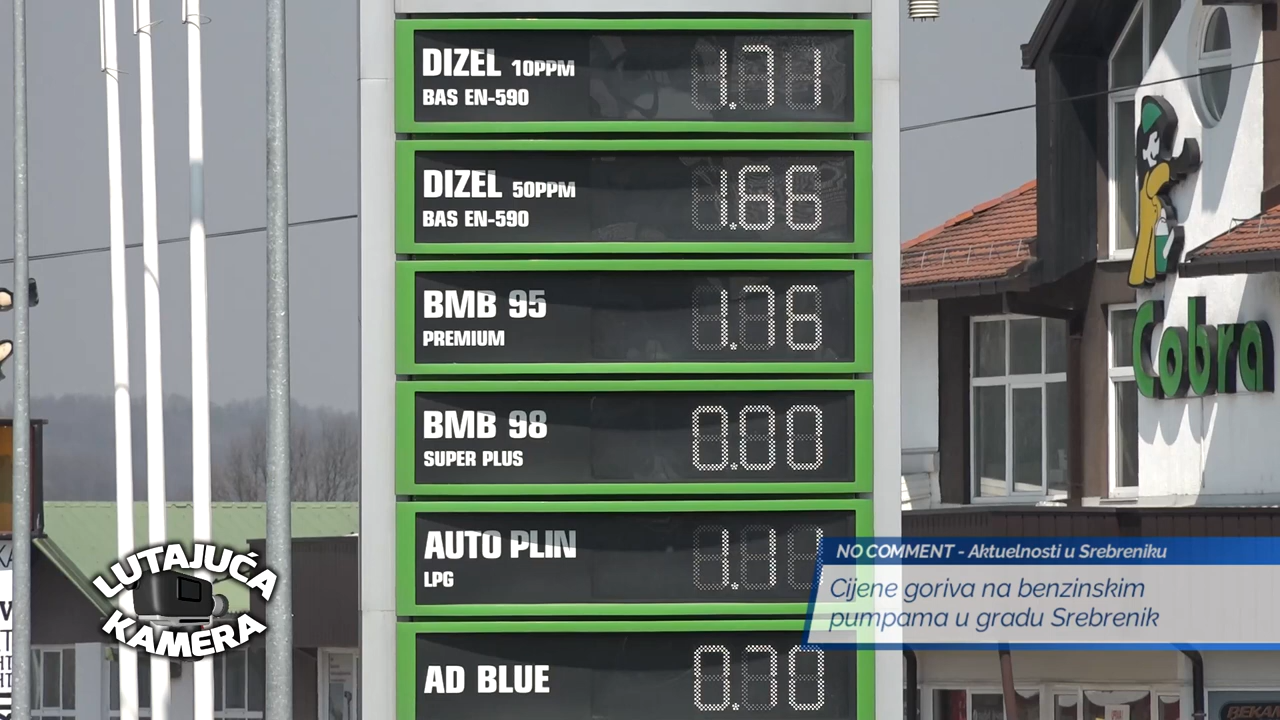 DIZEL 10PPM 1.71
BAS EN-590
DIZEL 50PPM 1.66
BAS EN-590
BMB 95 1.76
PREMIUM
BMB 98 0.00
SUPER PLUS
AUTO PLIN 1.11
LPG
AD BLUE 0.70
Cobra
LUTAJUĆA
KAMERA
NO COMMENT - Aktuelnosti u Srebreniku
Cijene goriva na benzinskim
pumpama u gradu Srebrenik